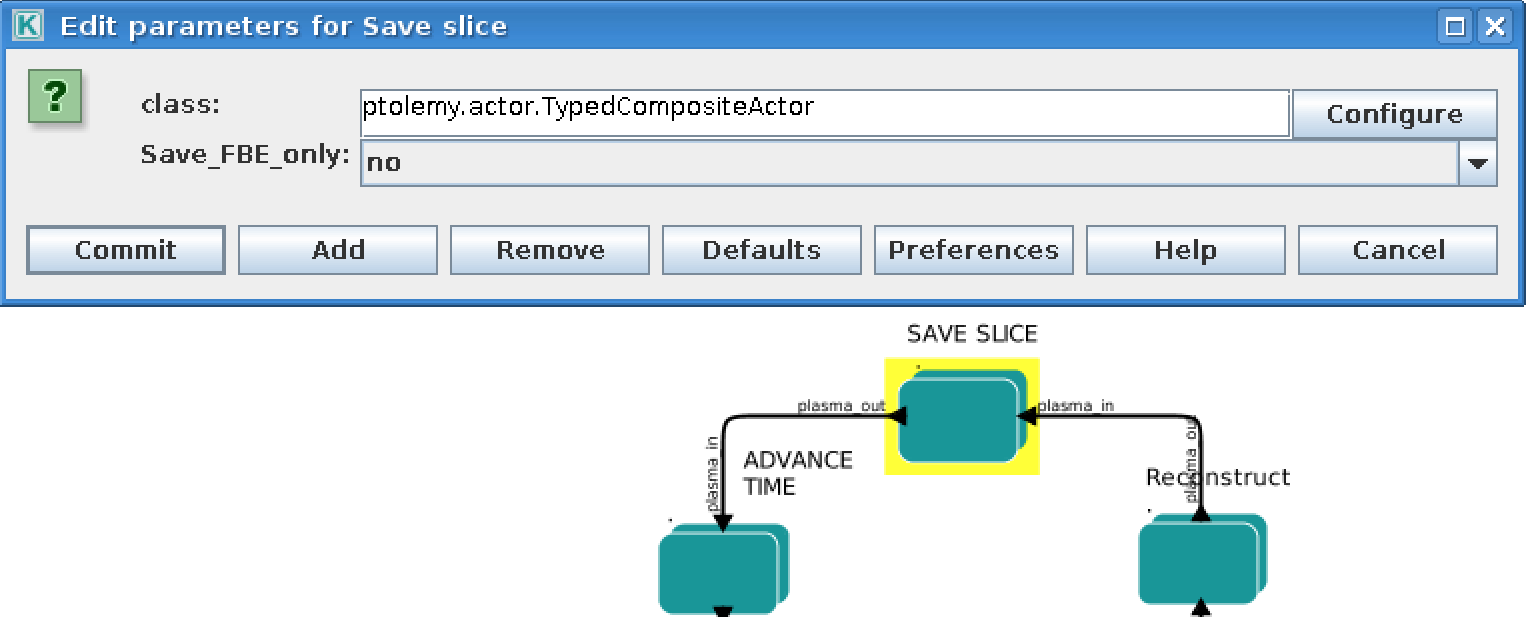 Edit parameters for Save slice
?
class: ptolemy.actor.TypedCompositeActor Configure
Save_FBE_only: no
Commit Add Remove Defaults Preferences Help Cancel
SAVE SLICE
plasma_out plasma_in
plasma_in
plasma_out
ADVANCE
TIME
Reconstruct